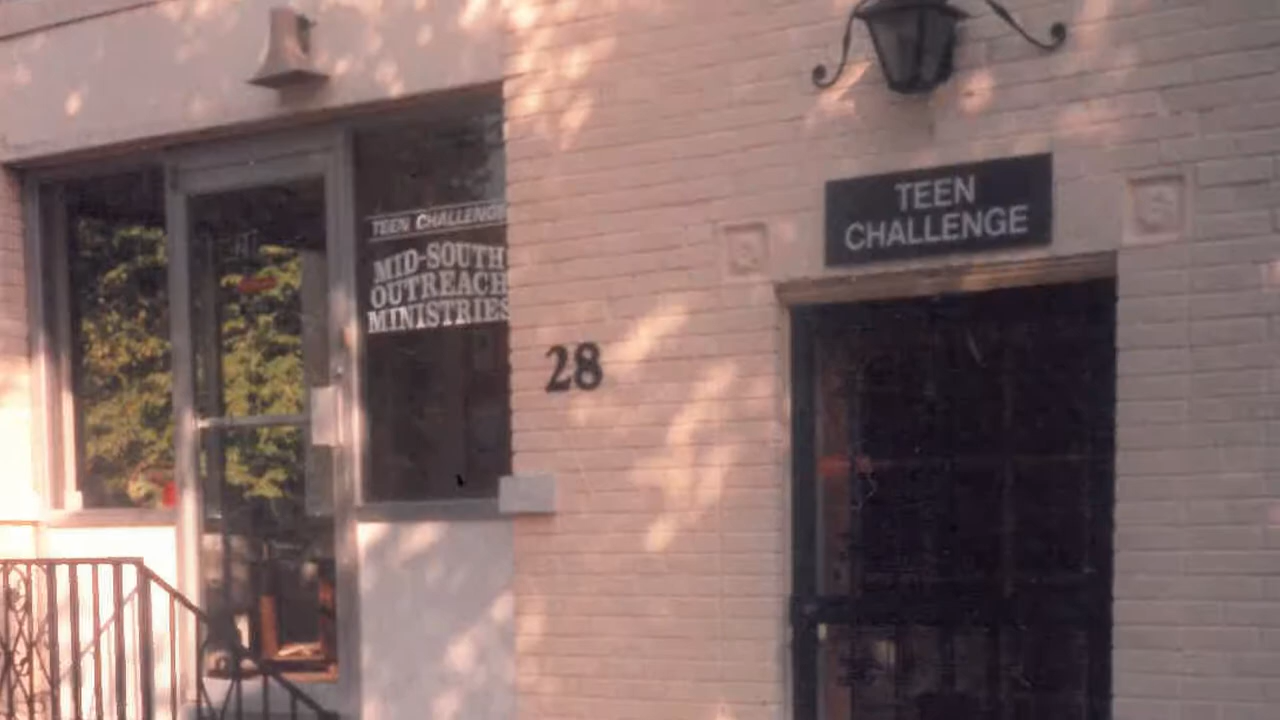 TEEN CHALLENGE
MID-SOUTH
OUTREACH
MINISTRIES
28
TEEN
CHALLENGE